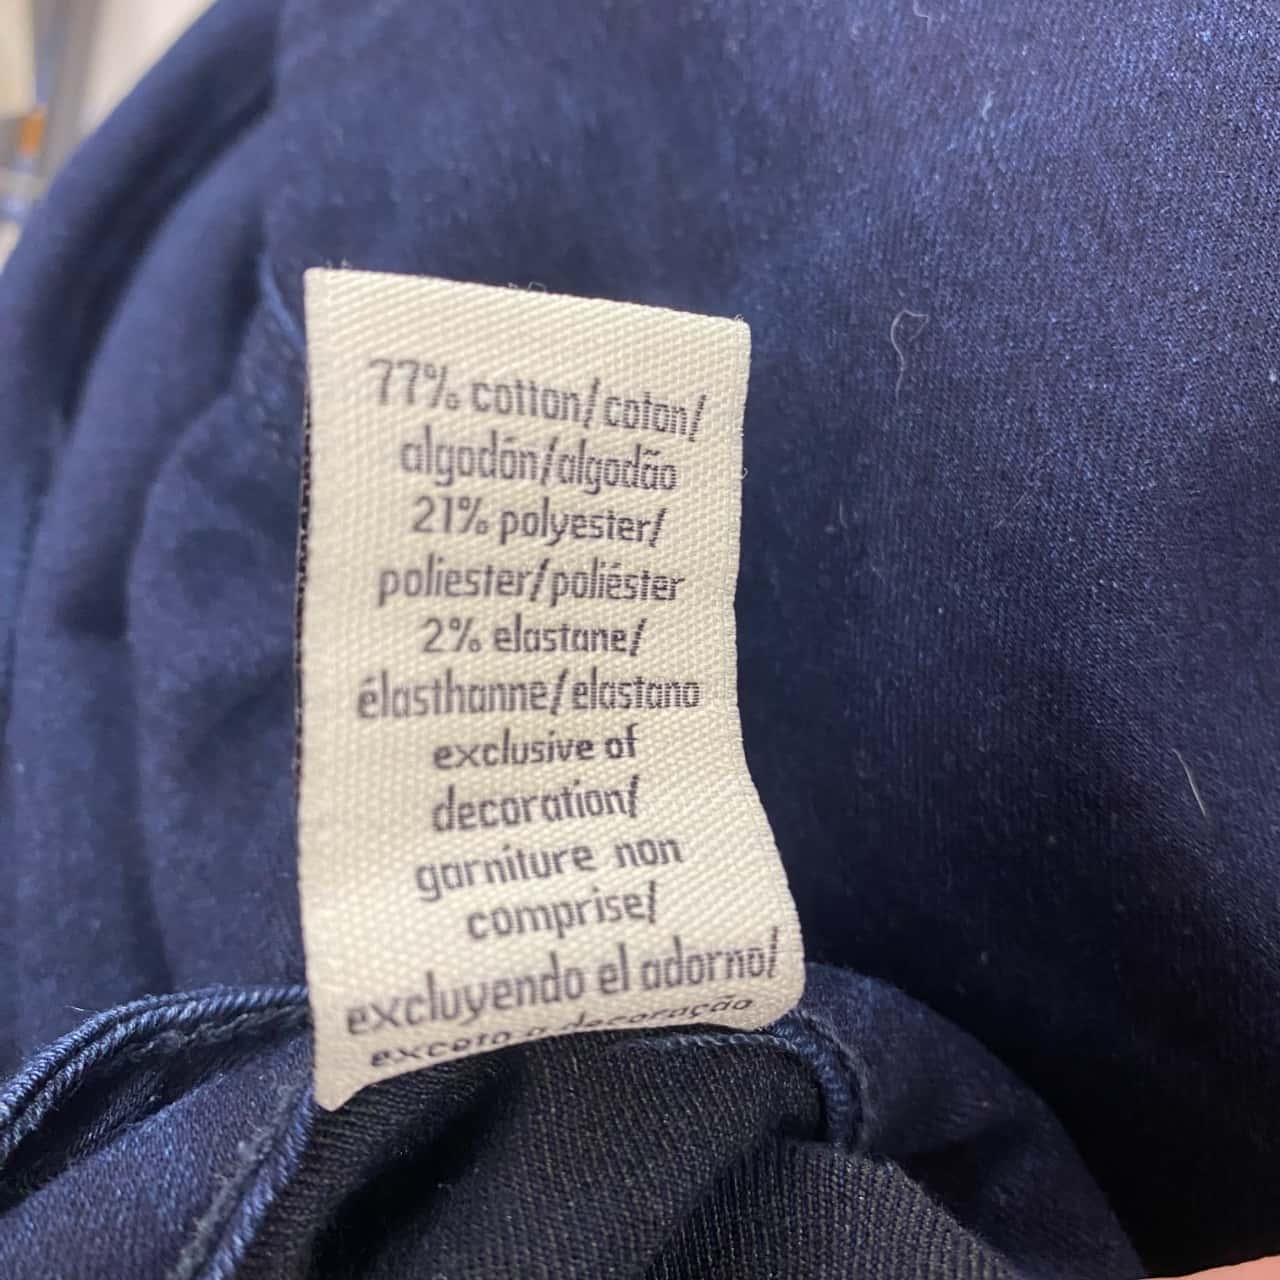 77% cotton/coton/
algodón/algodão
21% polyester/
poliester/poliéster
2% elastane/
élasthanne/elastano
exclusive of
decoration/
garniture non
comprise/
excluyendo el adorno/
exceto a decoração